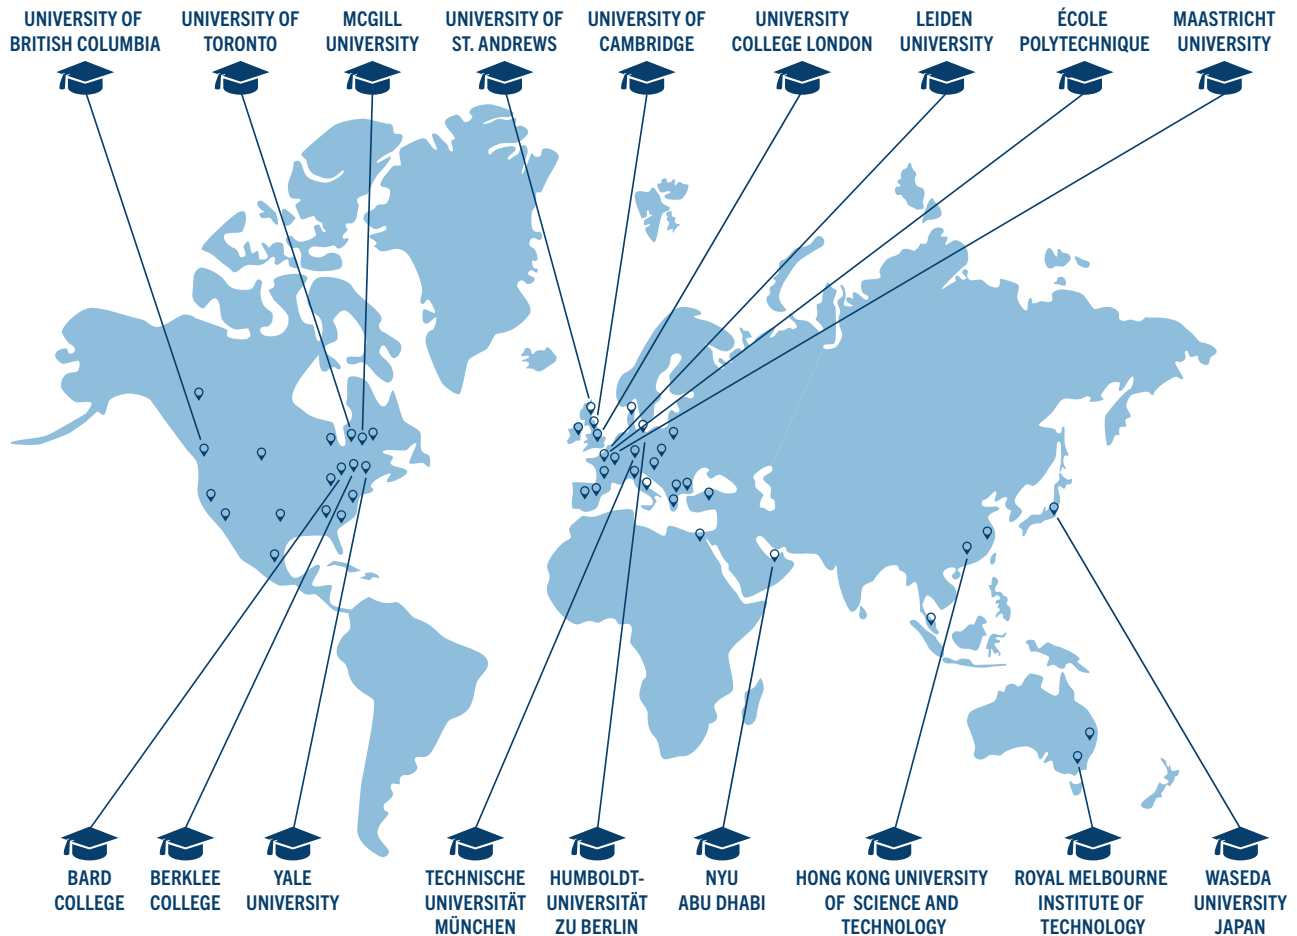 UNIVERSITY OF
BRITISH COLUMBIA
UNIVERSITY OF
TORONTO
MCGILL
UNIVERSITY
UNIVERSITY OF
ST. ANDREWS
UNIVERSITY OF
CAMBRIDGE
UNIVERSITY
COLLEGE LONDON
LEIDEN
UNIVERSITY
ÉCOLE
POLYTECHNIQUE
MAASTRICHT
UNIVERSITY
BARD
COLLEGE
BERKLEE
COLLEGE
YALE
UNIVERSITY
TECHNISCHE
UNIVERSITÄT
MÜNCHEN
HUMBOLDT-
UNIVERSITÄT
ZU BERLIN
NYU
ABU DHABI
HONG KONG UNIVERSITY
OF SCIENCE AND
TECHNOLOGY
ROYAL MELBOURNE
INSTITUTE OF
TECHNOLOGY
WASEDA
UNIVERSITY
JAPAN